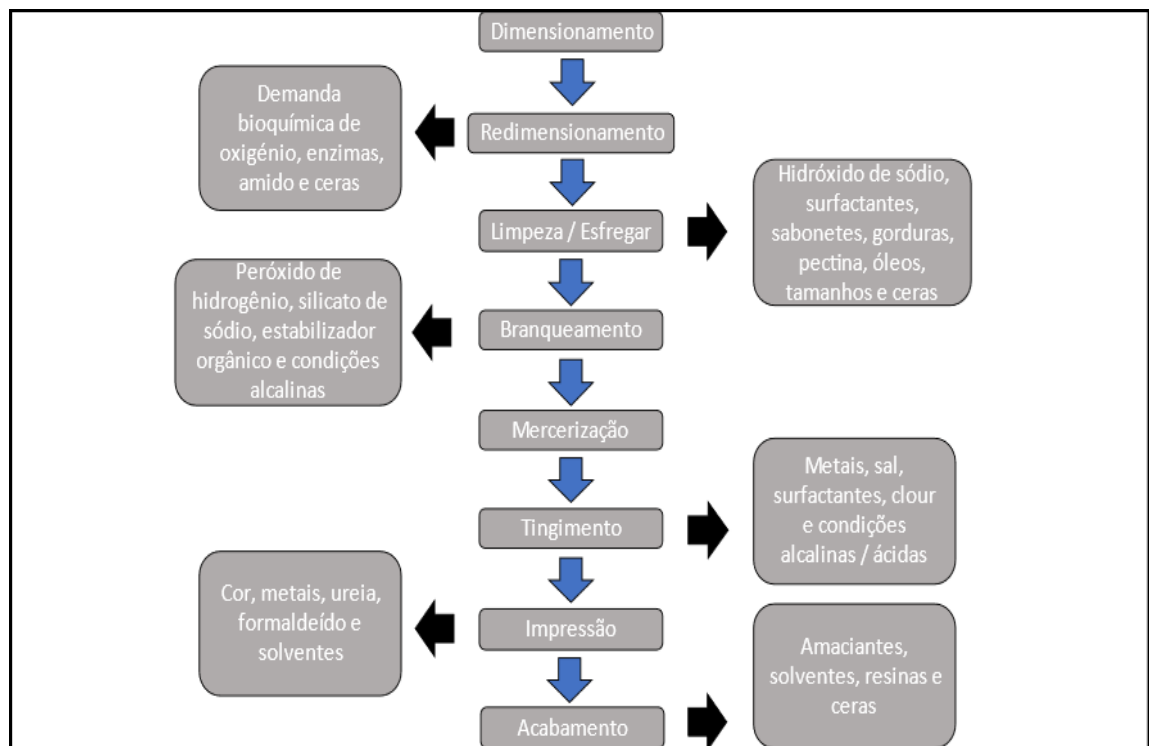 Dimensionamento
Demanda
bioquímica de
oxigénio, enzimas,
amido e ceras
Redimensionamento
Limpeza / Esfregar
Hidróxido de sódio,
surfactantes,
sabonetes, gorduras,
pectina, óleos,
tamanhos e ceras
Peróxido de
hidrogênio, silicato de
sódio, estabilizador
orgânico e condições
alcalinas
Branqueamento
Mercerização
Tingimento
Metais, sal,
surfactantes, clour
e condições
alcalinas / ácidas
Cor, metais, ureia,
formaldeído e
solventes
Impressão
Acabamento
Amaciantes,
solventes, resinas e
ceras